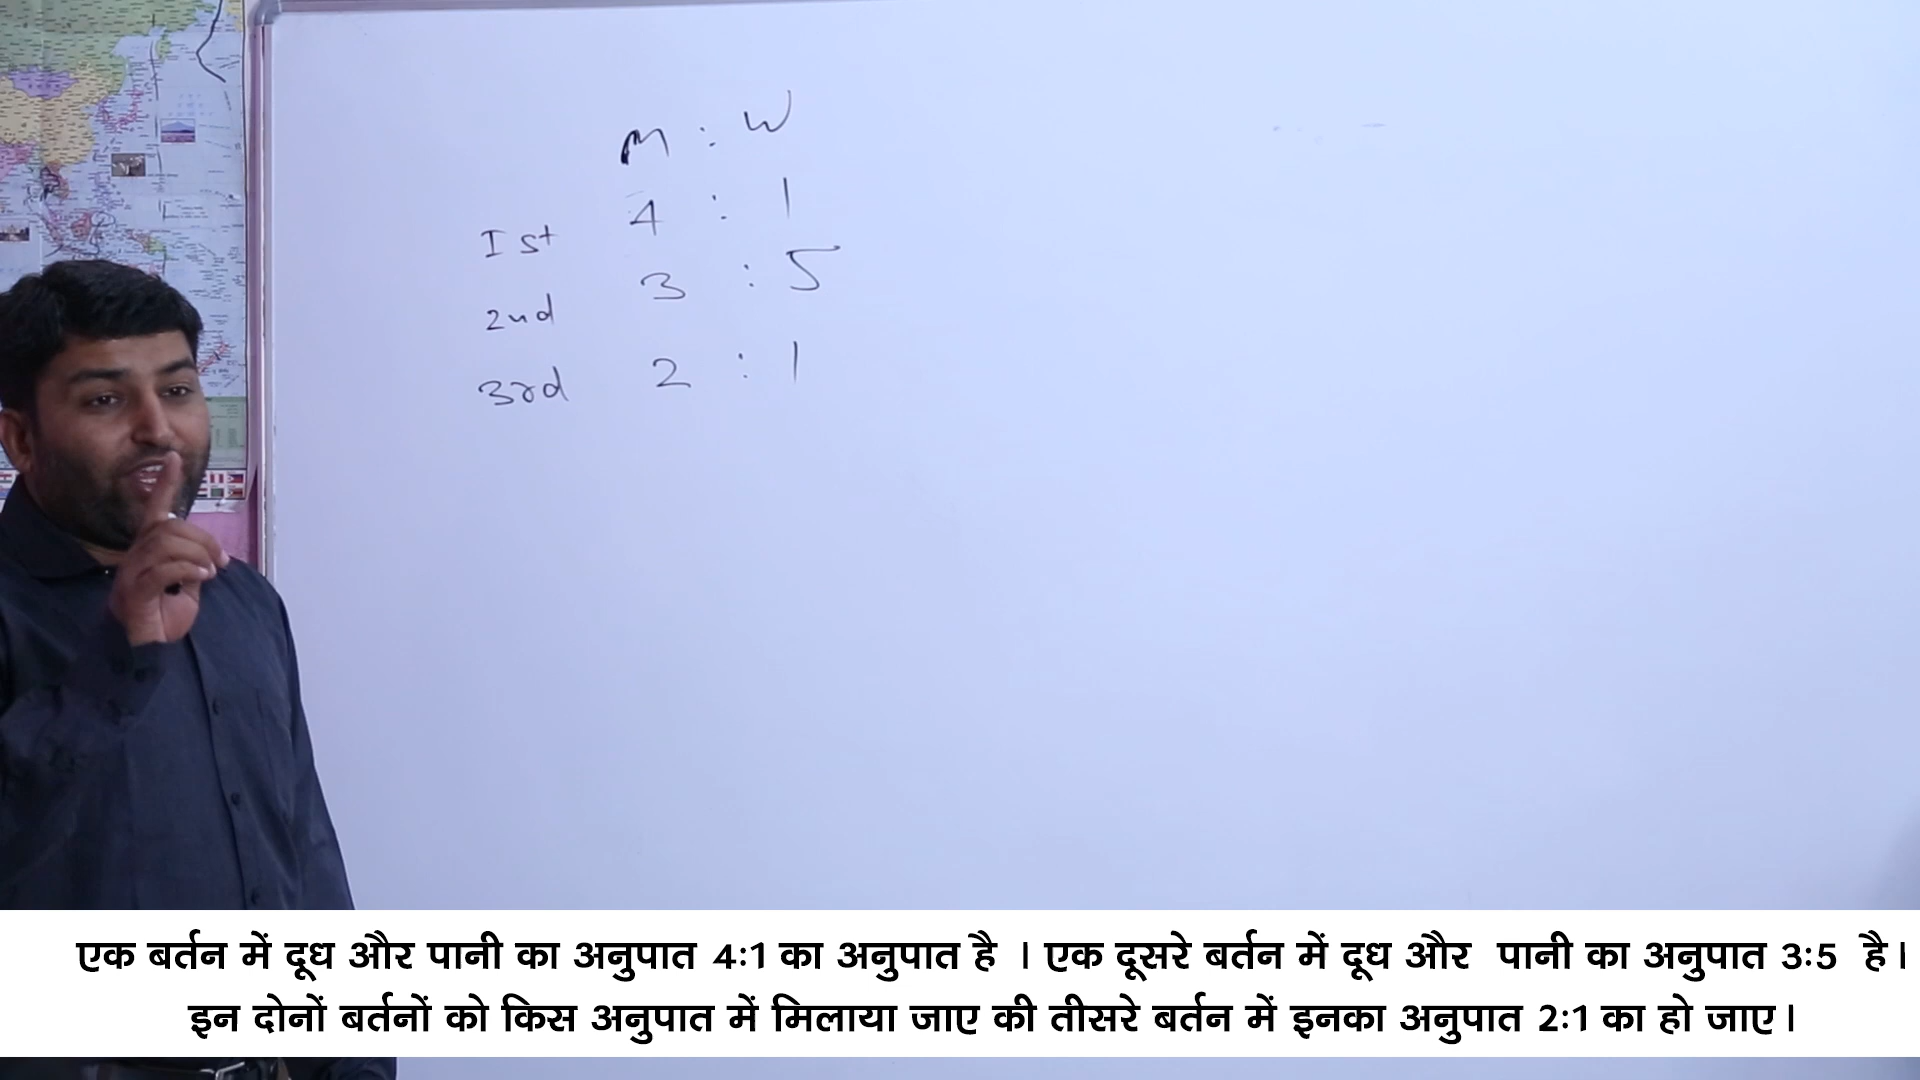 M : W
Ist 4 : 1
2nd 3 : 5
3rd 2 : 1
एक बर्तन में दूध और पानी का अनुपात 4:1 का अनुपात है । एक दूसरे बर्तन में दूध और पानी का अनुपात 3:5 है।
इन दोनों बर्तनों को किस अनुपात में मिलाया जाए की तीसरे बर्तन में इनका अनुपात 2:1 का हो जाए।